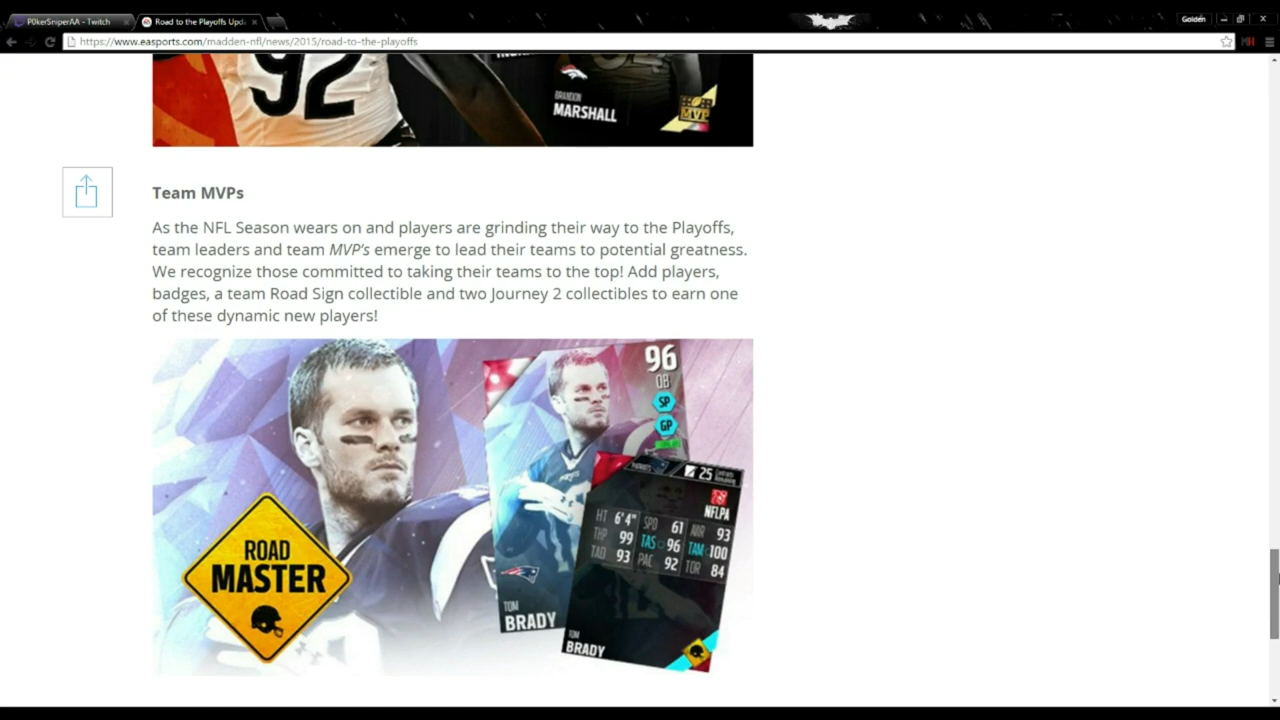 P0kerSniperAA - Twitch
Road to the Playoffs Upd
Golden
https://www.easports.com/madden-nfl/news/2015/road-to-the-playoffs
92
BRANDON
MARSHALL
MVP
Team MVPs
As the NFL Season wears on and players are grinding their way to the Playoffs,
team leaders and team MVP's emerge to lead their teams to potential greatness.
We recognize those committed to taking their teams to the top! Add players,
badges, a team Road Sign collectible and two Journey 2 collectibles to earn one
of these dynamic new players!
96
QB
SP
GP
TOM
BRADY
PATRIOTS
25 Contracts
Remaining
NFLPA
HT 6'4" SPD 61 AWR 93
THP 99 TAS 96 TAM 100
TAD 93 PAC 92 TOR 84
TOM
BRADY
ROAD
MASTER